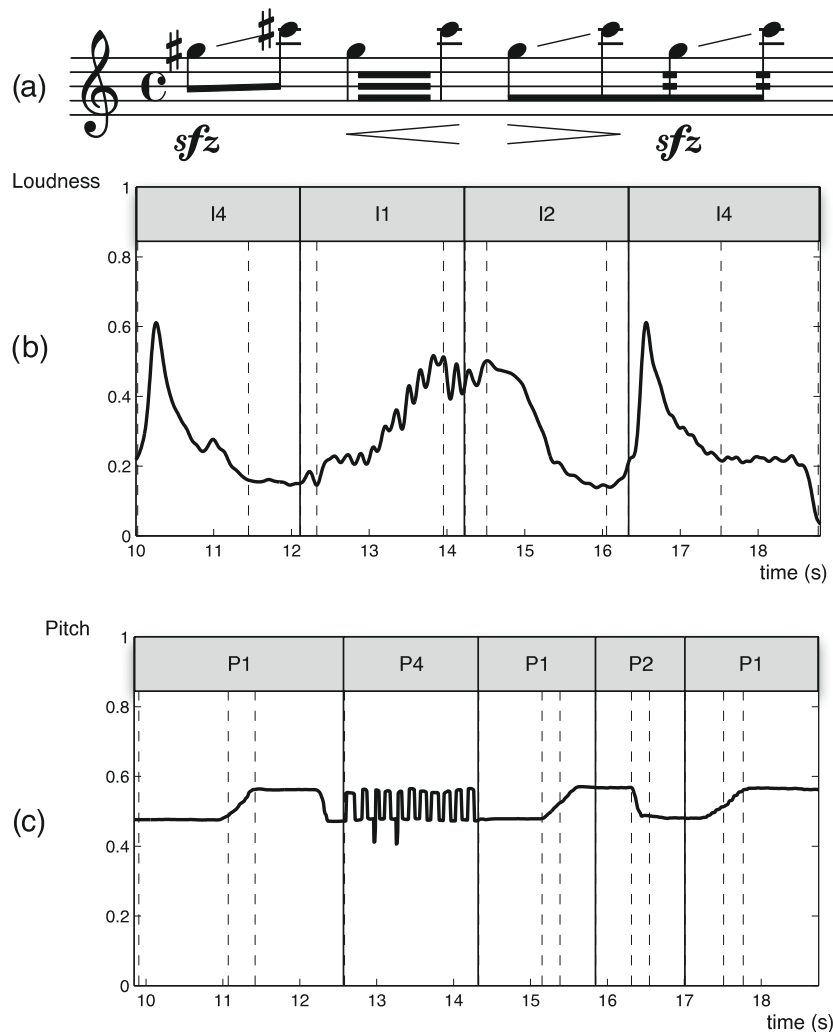 (a)
sfz sfz
Loudness
(b)
1
I4 I1 I2 I4
0.8
0.6
0.4
0.2
0
10 11 12 13 14 15 16 17 18
time (s)
Pitch
(c)
1
P1 P4 P1 P2 P1
0.8
0.6
0.4
0.2
0
10 11 12 13 14 15 16 17 18
time (s)